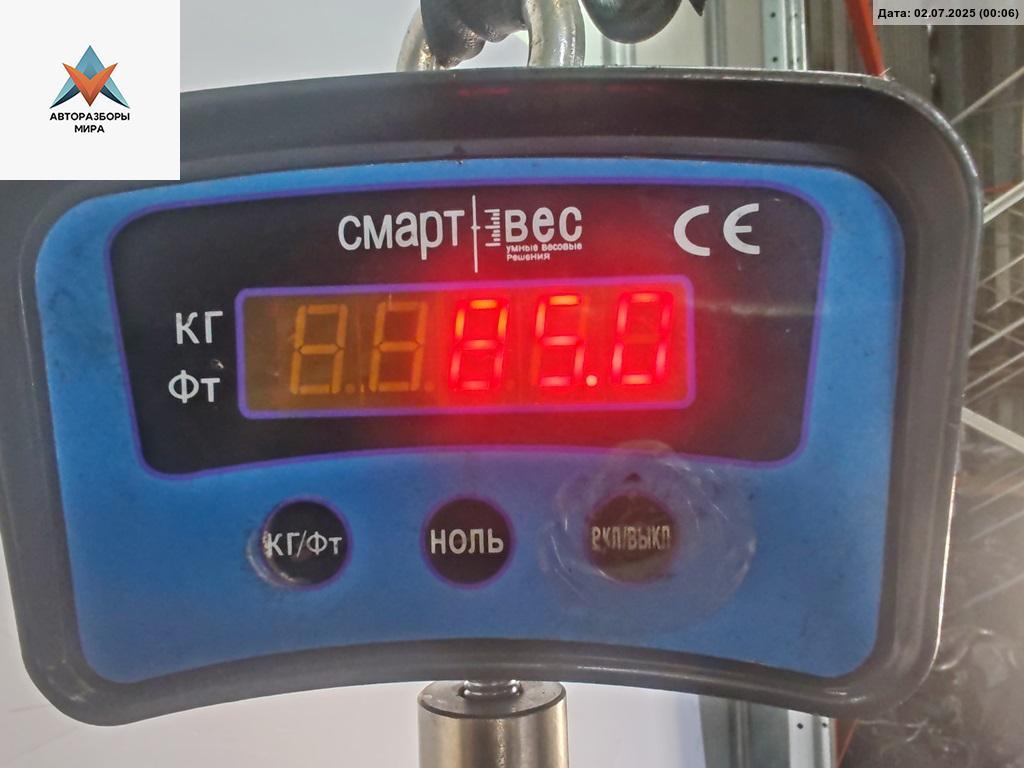 Дата: 02.07.2025 (00:06)
АВТОРАЗБОРЫ
МИРА
смарт вес
умные весовые
решения
CE
кг
Фт
85.0
КГ/Фт
НОЛЬ
ВКЛ/ВЫКЛ